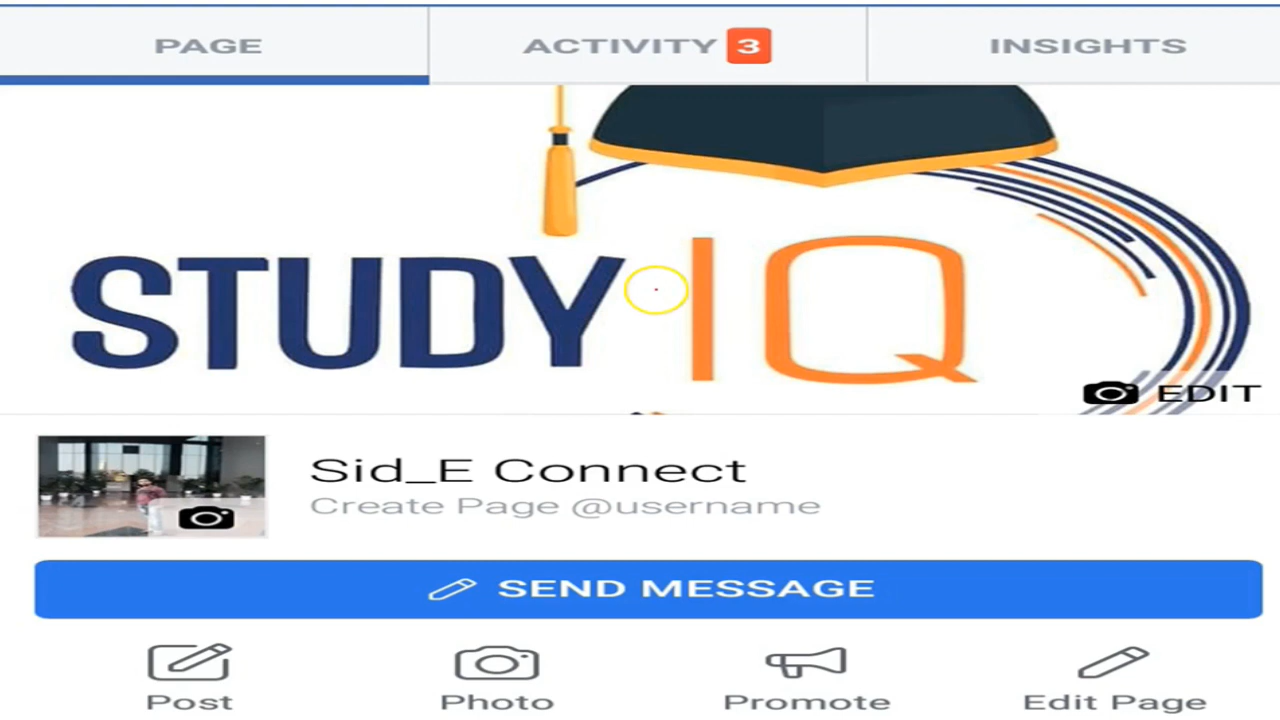 PAGE ACTIVITY 3 INSIGHTS
STUDY IQ
EDIT
Sid_E Connect
Create Page @username
SEND MESSAGE
Post Photo Promote Edit Page